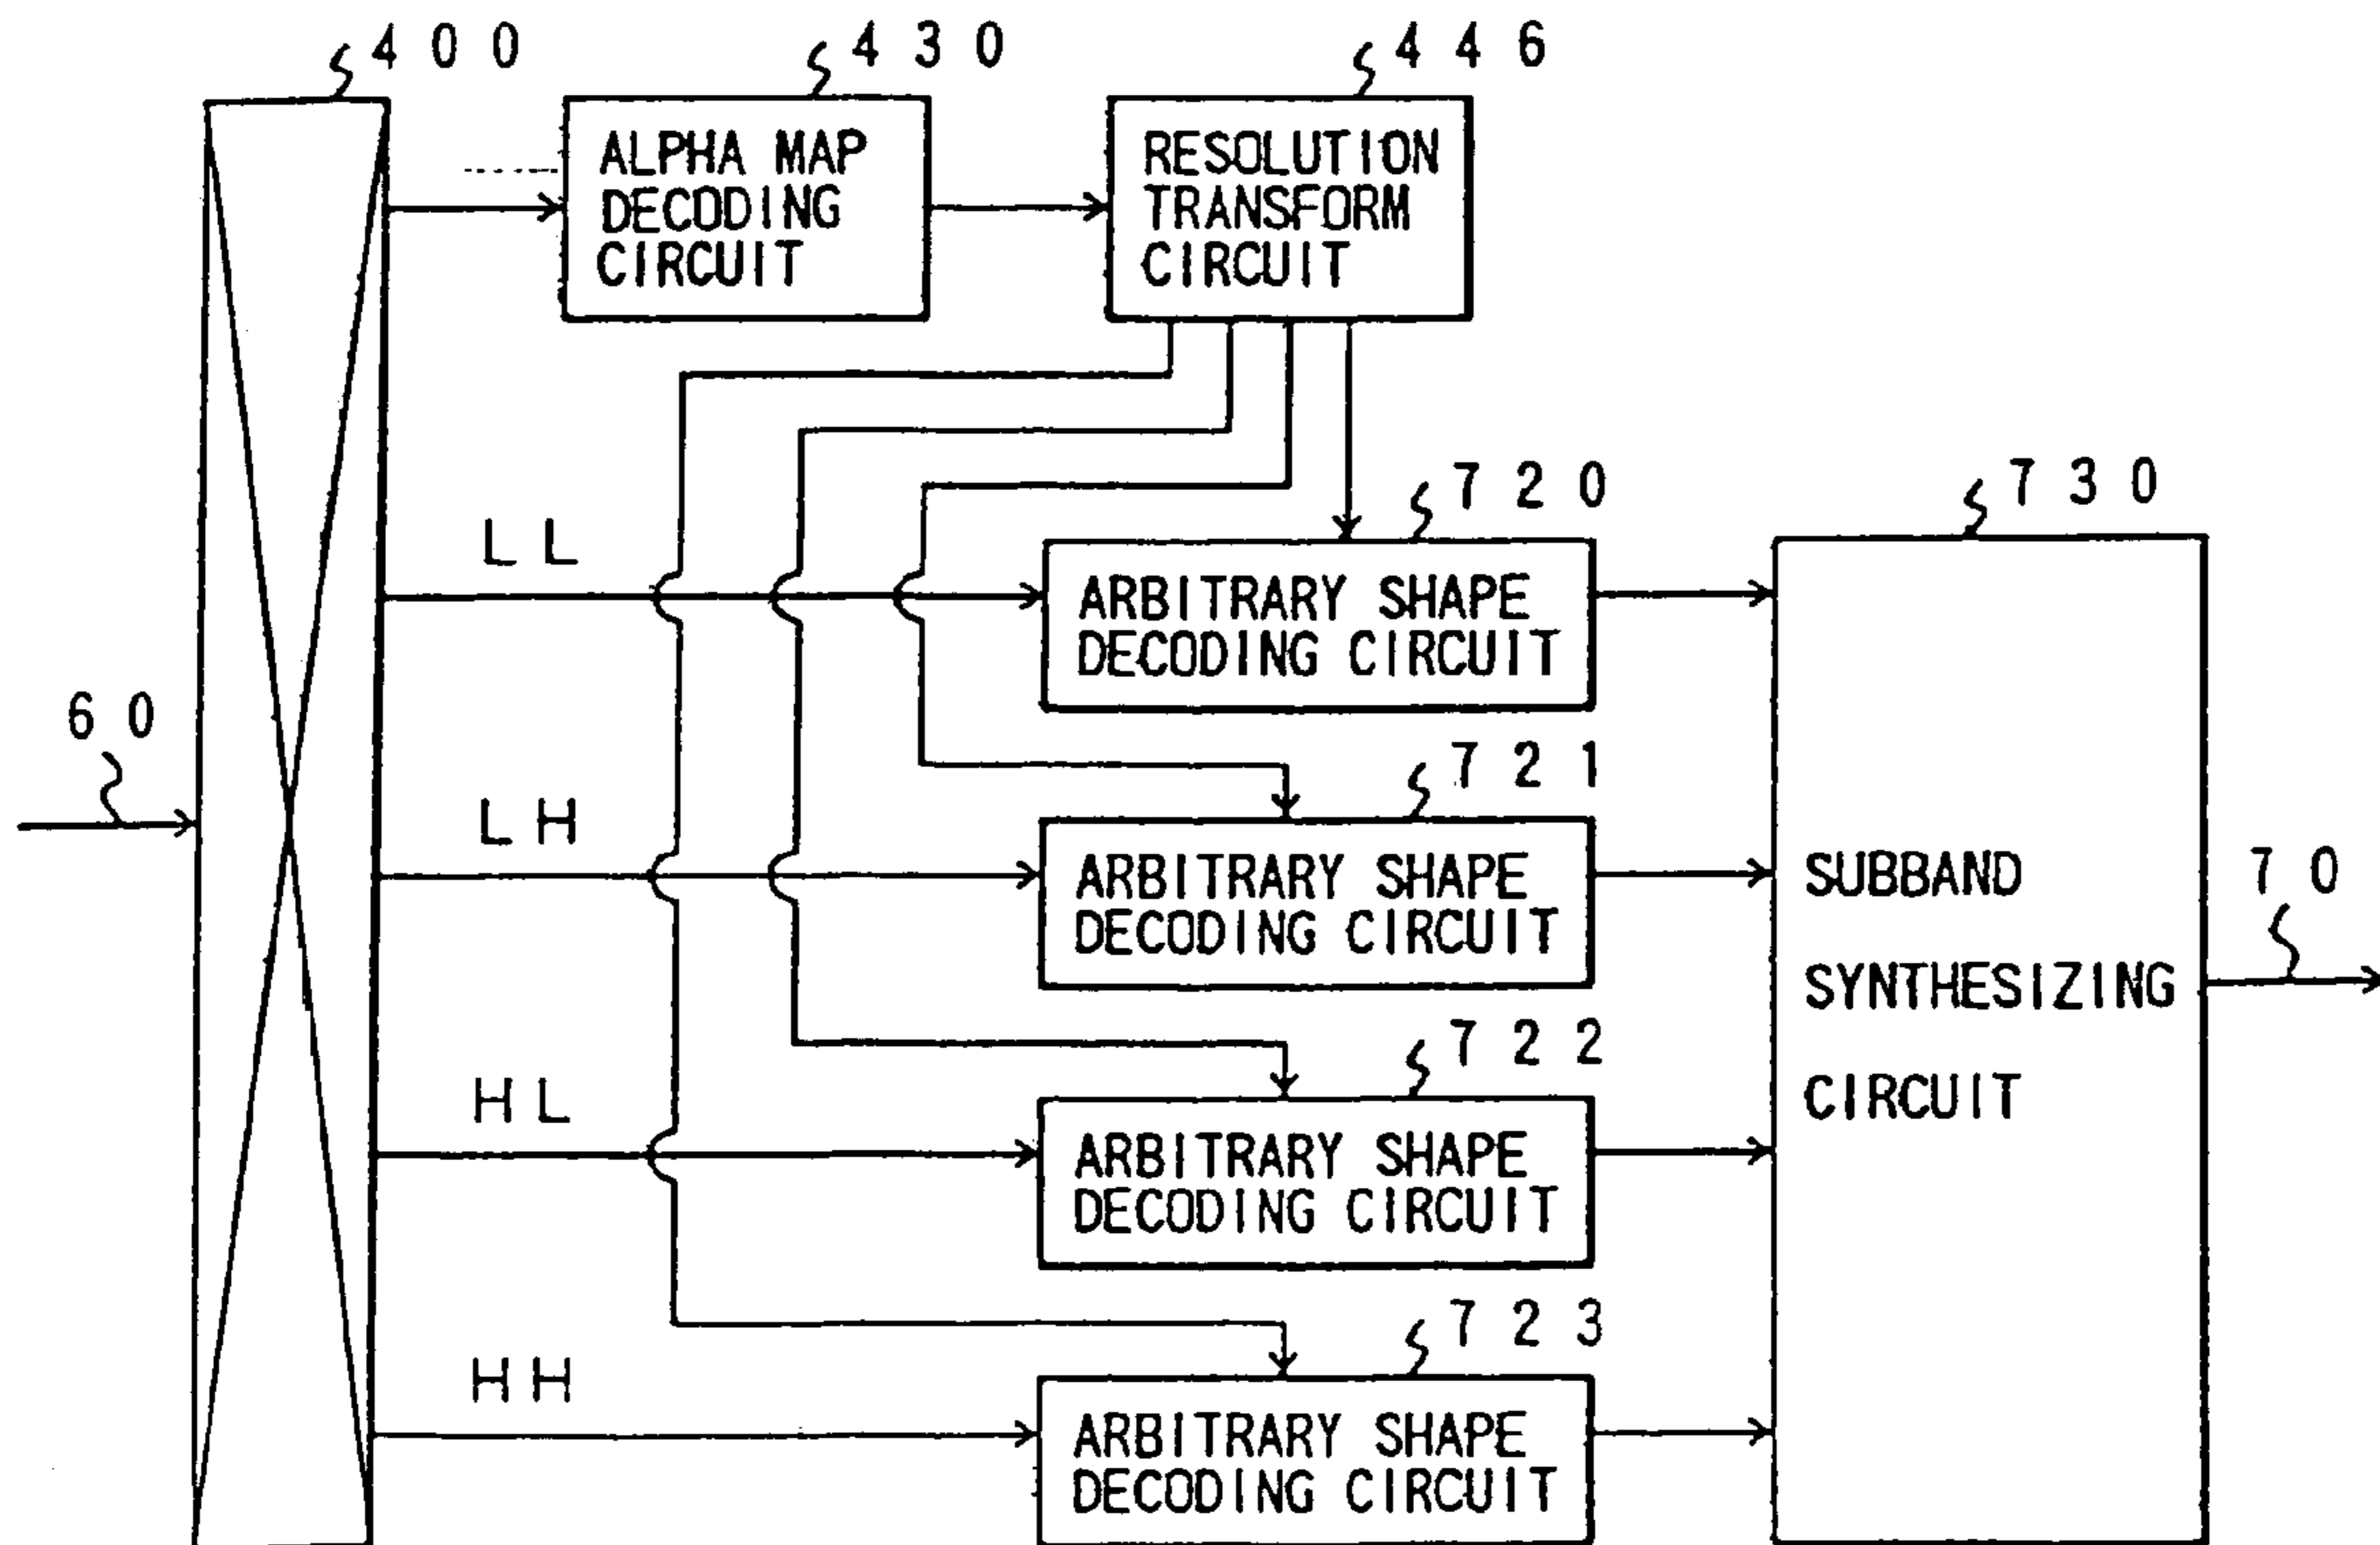 400
430
446
ALPHA MAP
DECODING
CIRCUIT
RESOLUTION
TRANSFORM
CIRCUIT
720
730
LL
ARBITRARY SHAPE
DECODING CIRCUIT
60
721
LH
ARBITRARY SHAPE
DECODING CIRCUIT
SUBBAND
SYNTHESIZING
CIRCUIT
70
722
HL
ARBITRARY SHAPE
DECODING CIRCUIT
723
HH
ARBITRARY SHAPE
DECODING CIRCUIT